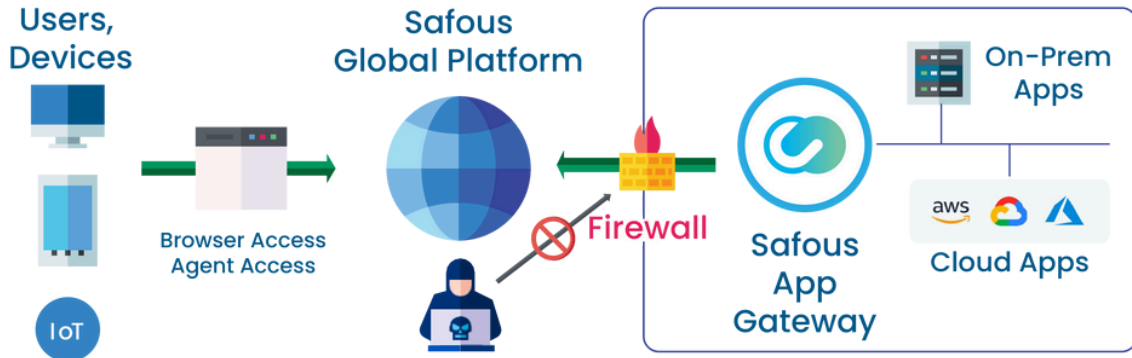 Users,
Devices
IoT
Browser Access
Agent Access
Safous
Global Platform
Firewall
Safous
App
Gateway
On-Prem
Apps
aws
Cloud Apps